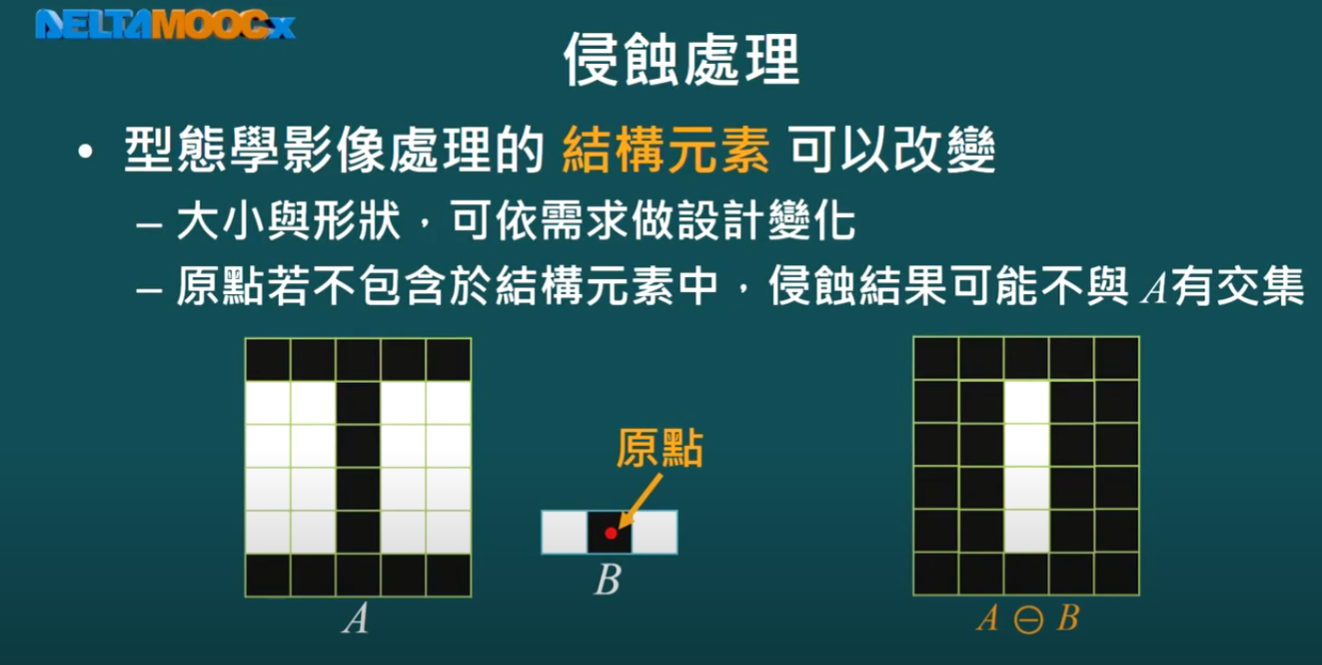 DELTAMOOCx
侵蝕處理
• 型態學影像處理的 結構元素 可以改變
– 大小與形狀，可依需求做設計變化
– 原點若不包含於結構元素中，侵蝕結果可能不與 A有交集
原點
B
A
A ⊖ B